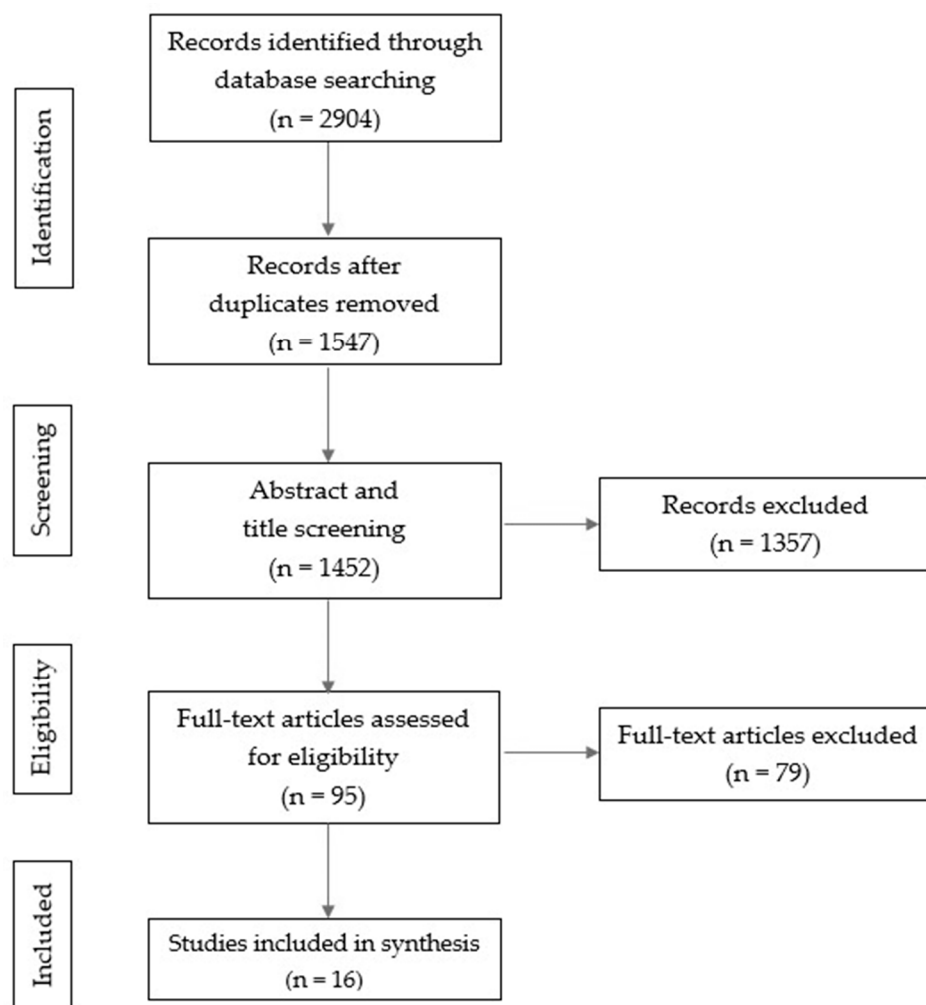 Identification
Records identified through
database searching
(n = 2904)
Records after
duplicates removed
(n = 1547)
Screening
Abstract and
title screening
(n = 1452)
Records excluded
(n = 1357)
Eligibility
Full-text articles assessed
for eligibility
(n = 95)
Full-text articles excluded
(n = 79)
Included
Studies included in synthesis
(n = 16)